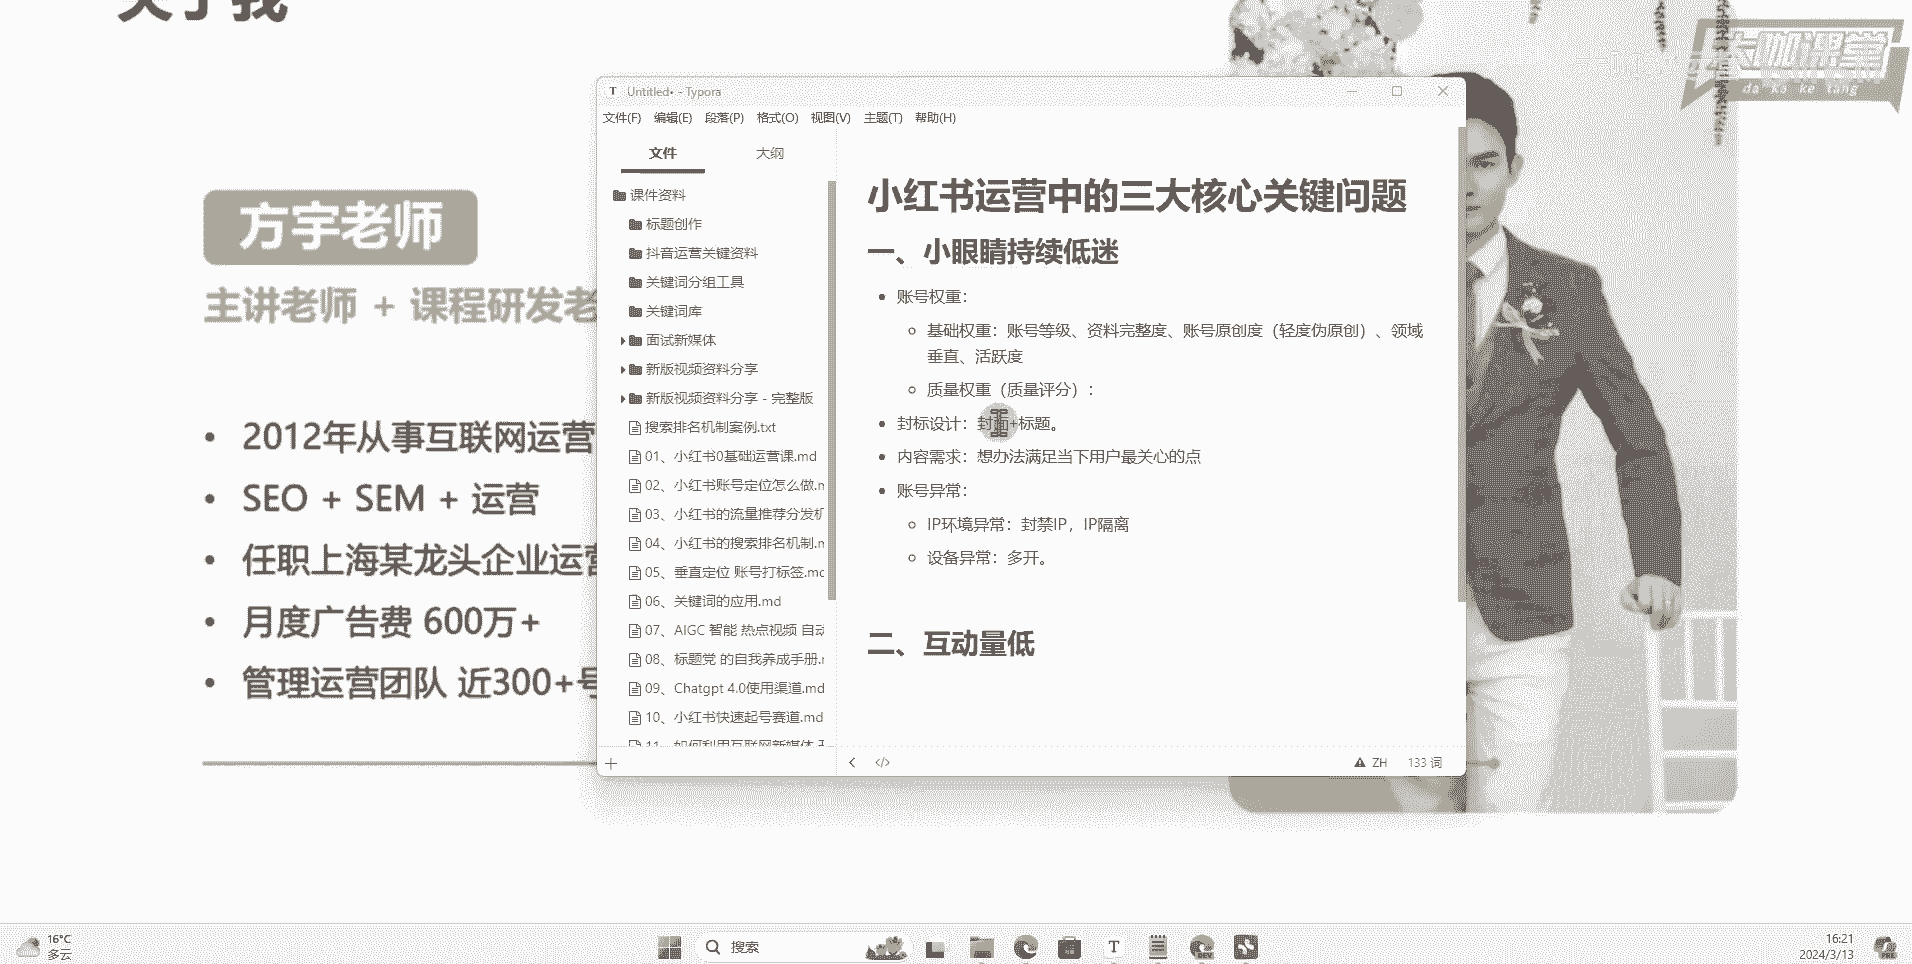 关于我
大咖课堂
da ka ke tang
方宇老师
主讲老师 + 课程研发老
2012年从事互联网运营
SEO + SEM + 运营
任职上海某龙头企业运营
月度广告费 600万+
管理运营团队 近300+号
Untitled• - Typora
文件(F) 编辑(E) 段落(P) 格式(O) 视图(V) 主题(T) 帮助(H)
文件 大纲
课件资料
标题创作
抖音运营关键资料
关键词分组工具
关键词库
面试新媒体
新版视频资料分享
新版视频资料分享 - 完整版
搜索排名机制案例.txt
01、小红书0基础运营课.md
02、小红书账号定位怎么做.m
03、小红书的流量推荐分发机
04、小红书的搜索排名机制.m
05、垂直定位 账号打标签.md
06、关键词的应用.md
07、AIGC 智能 热点视频 自动
08、标题党 的自我养成手册.m
09、Chatgpt 4.0使用渠道.md
10、小红书快速起号赛道.md
11、如何利用互联网新媒体
小红书运营中的三大核心关键问题
一、小眼睛持续低迷
账号权重：
基础权重：账号等级、资料完整度、账号原创度（轻度伪原创）、领域
垂直、活跃度
质量权重（质量评分）：
封标设计：封面+标题。
内容需求：想办法满足当下用户最关心的点
账号异常：
IP环境异常：封禁IP，IP隔离
设备异常：多开。
二、互动量低
ZH 133 词
16°C
多云
搜索
16:21
2024/3/13